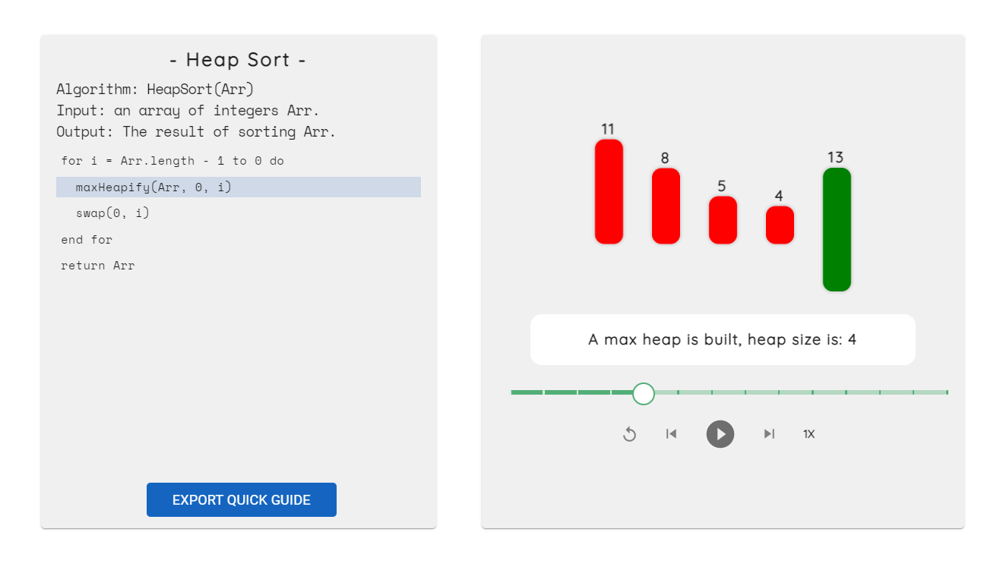 - Heap Sort -
Algorithm: HeapSort(Arr)
Input: an array of integers Arr.
Output: The result of sorting Arr.
for i = Arr.length - 1 to 0 do
maxHeapify(Arr, 0, i)
swap(0, i)
end for
return Arr
EXPORT QUICK GUIDE
11
8
5
4
13
A max heap is built, heap size is: 4
1X